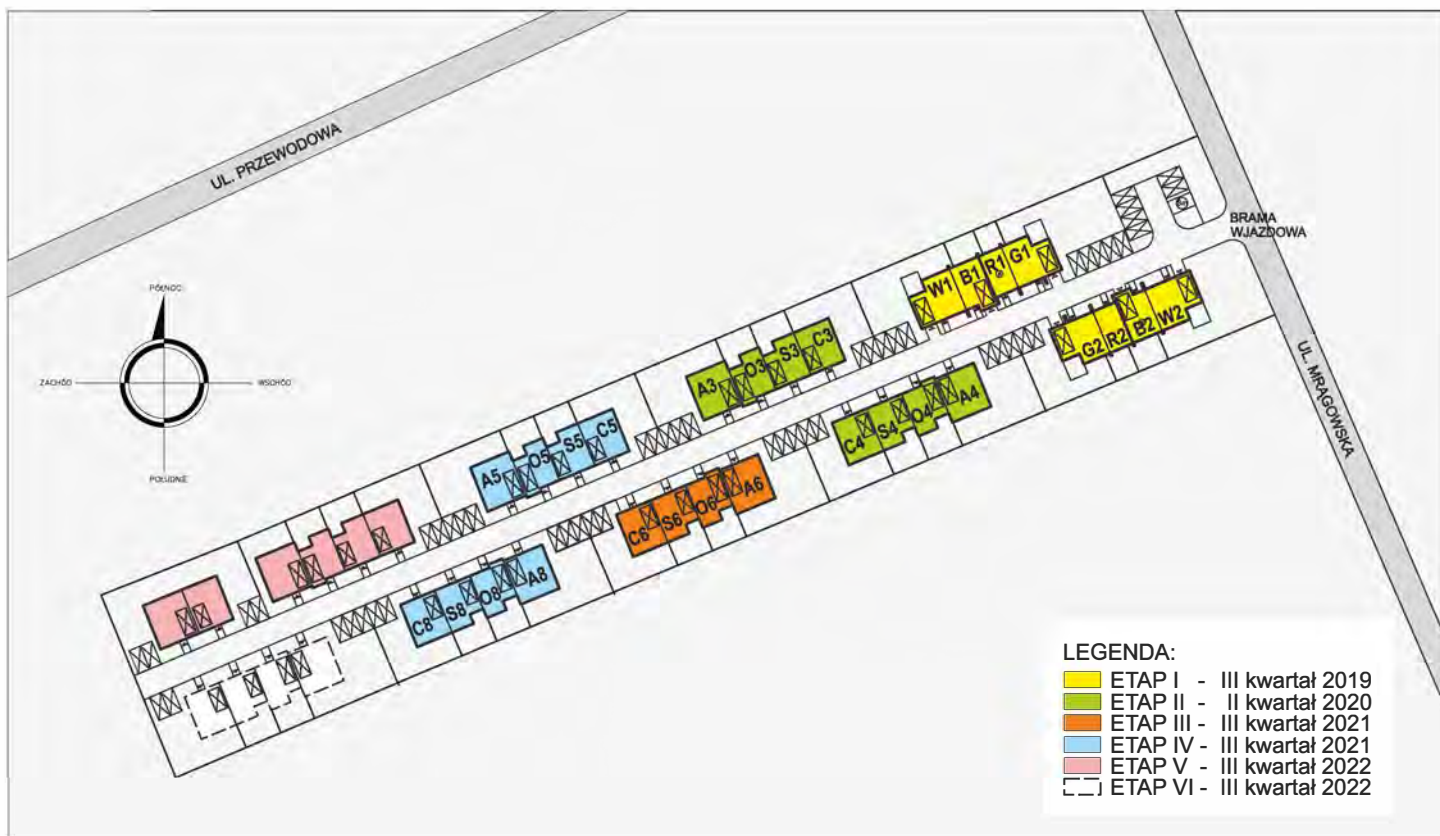 UL. PRZEWODOWA
BRAMA
WJAZDOWA
UL. MRĄGOWSKA
PÓŁNOC
ZACHÓD
WSCHÓD
POŁUDNIE
W1
B1
R1
G1
G2
R2
B2
W2
A3
O3
S3
C3
C4
S4
O4
A4
A5
O5
S5
C5
C6
S6
O6
A6
C8
S8
O8
A8
LEGENDA:
ETAP I - III kwartał 2019
ETAP II - II kwartał 2020
ETAP III - III kwartał 2021
ETAP IV - III kwartał 2021
ETAP V - III kwartał 2022
ETAP VI - III kwartał 2022